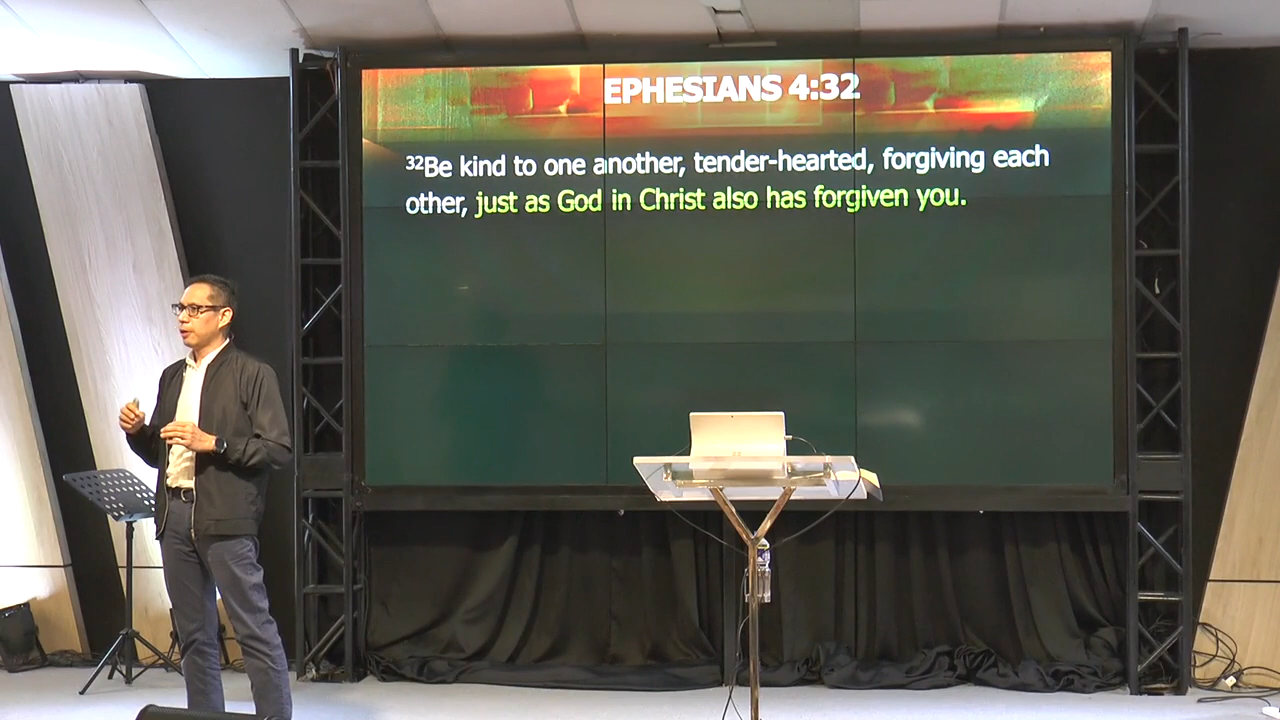 EPHESIANS 4:32
³²Be kind to one another, tender-hearted, forgiving each
other, just as God in Christ also has forgiven you.